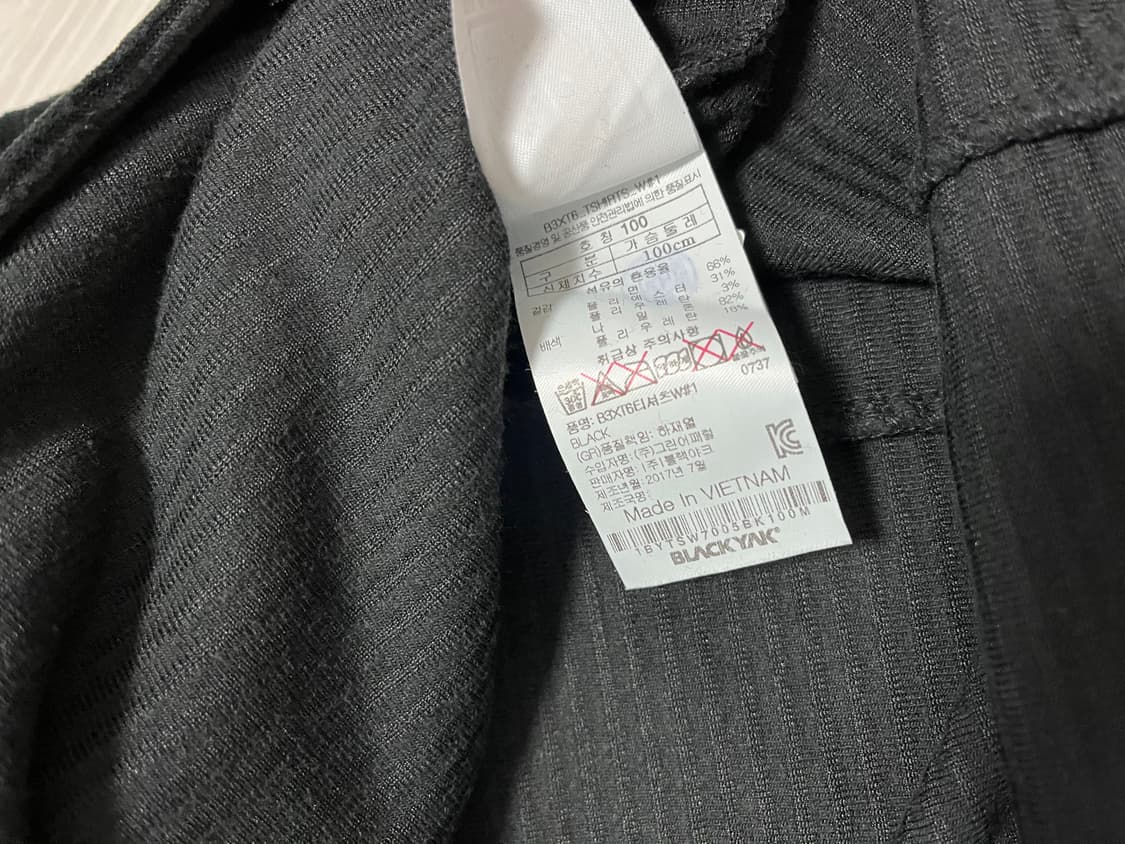 B3XT6_TSHIRTS_W#1
품질경영 및 공산품 안전관리법에 의한 품질표시
호 칭 100
구 분 가 슴 둘 레
신 체 지 수 100cm
섬유의 혼용율
겉감 면 66%
폴 리 에 스 터 31%
폴 리 우 레 탄 3%
배색 나 일 론 82%
폴 리 우 레 탄 18%
취급상 주의사항
0737
품명: B3XT6티셔츠W#1
BLACK
(GR)품질책임: 하재열
수입자명: (주)그린어패럴
판매자명: (주)블랙야크
제조년월: 2017년 7월
제조국명:
Made In VIETNAM
1BYTSW7005BK100M
BLACKYAK